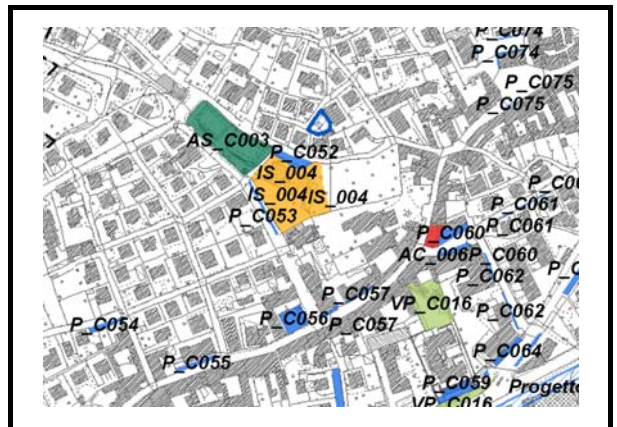 P_C074
P_C074
P_C075
P_C075
AS_C003
P_C052
IS_004
IS_004 IS_004
P_C053
P_C061
P_C060 P_C061
AC_006 P_C060
P_C062
P_C057
VP_C016
P_C056 P_C057
P_C062
P_C054
P_C064
P_C055
P_C059
Progetto
VP_C016